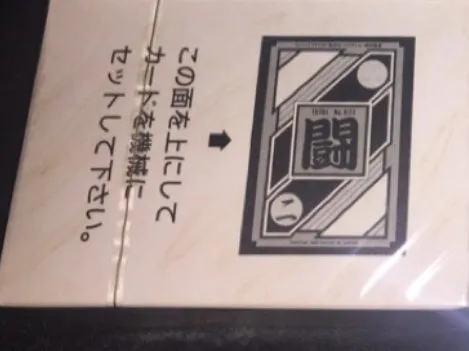 この面を上にして
カードを機械に
セットして下さい。
闘
二